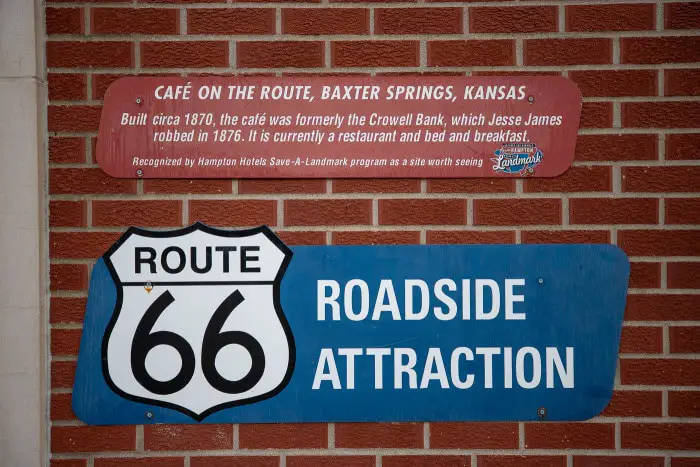 CAFÉ ON THE ROUTE, BAXTER SPRINGS, KANSAS
Built circa 1870, the café was formerly the Crowell Bank, which Jesse James
robbed in 1876. It is currently a restaurant and bed and breakfast.
Recognized by Hampton Hotels Save-A-Landmark program as a site worth seeing
HAMPTON
Landmark
ROUTE
66
ROADSIDE
ATTRACTION